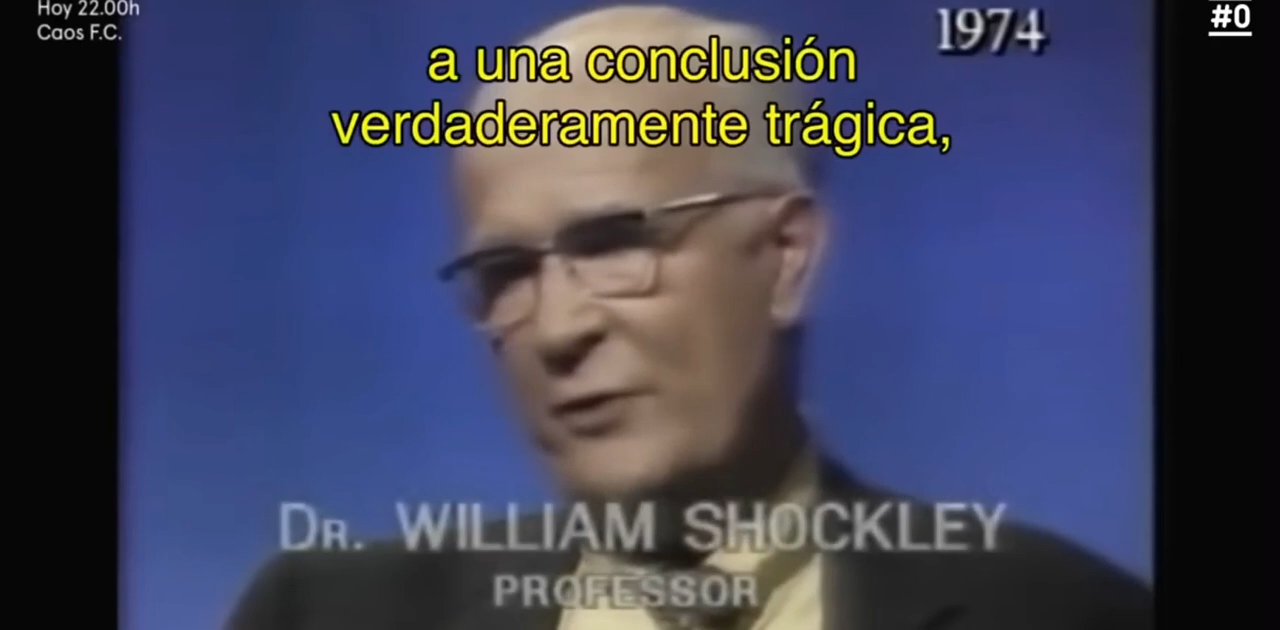 Hoy 22.00h
Caos F.C.
#0
1974
a una conclusión
verdaderamente trágica,
DR. WILLIAM SHOCKLEY
PROFESSOR